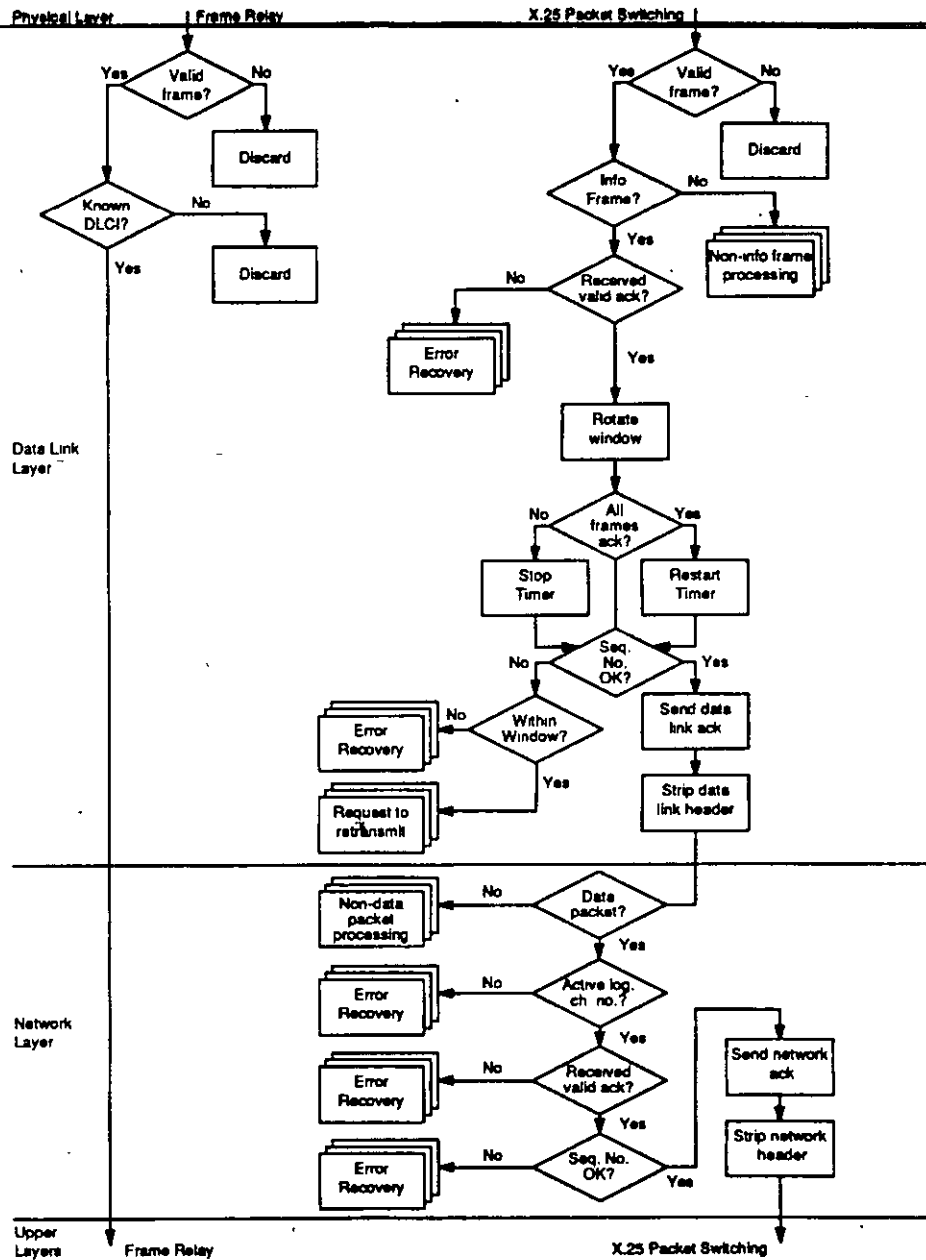 Physical Layer
Frame Relay
X.25 Packet Switching
Yes
Valid
frame?
No
Discard
Known
DLCI?
No
Discard
Yes
Yes
Valid
frame?
No
Discard
Info
Frame?
No
Non-info frame
processing
Yes
Received
valid ack?
No
Error
Recovery
Yes
Rotate
window
Data Link
Layer
No
All
frames
ack?
Yes
Stop
Timer
Restart
Timer
No
Seq.
No.
OK?
Yes
Within
Window?
No
Error
Recovery
Yes
Request to
retransmit
Send data
link ack
Strip data
link header
Data
packet?
No
Non-data
packet
processing
Yes
Active log.
ch no.?
No
Error
Recovery
Yes
Network
Layer
Received
valid ack?
No
Error
Recovery
Yes
Seq. No.
OK?
No
Error
Recovery
Yes
Send network
ack
Strip network
header
Upper
Layers
Frame Relay
X.25 Packet Switching